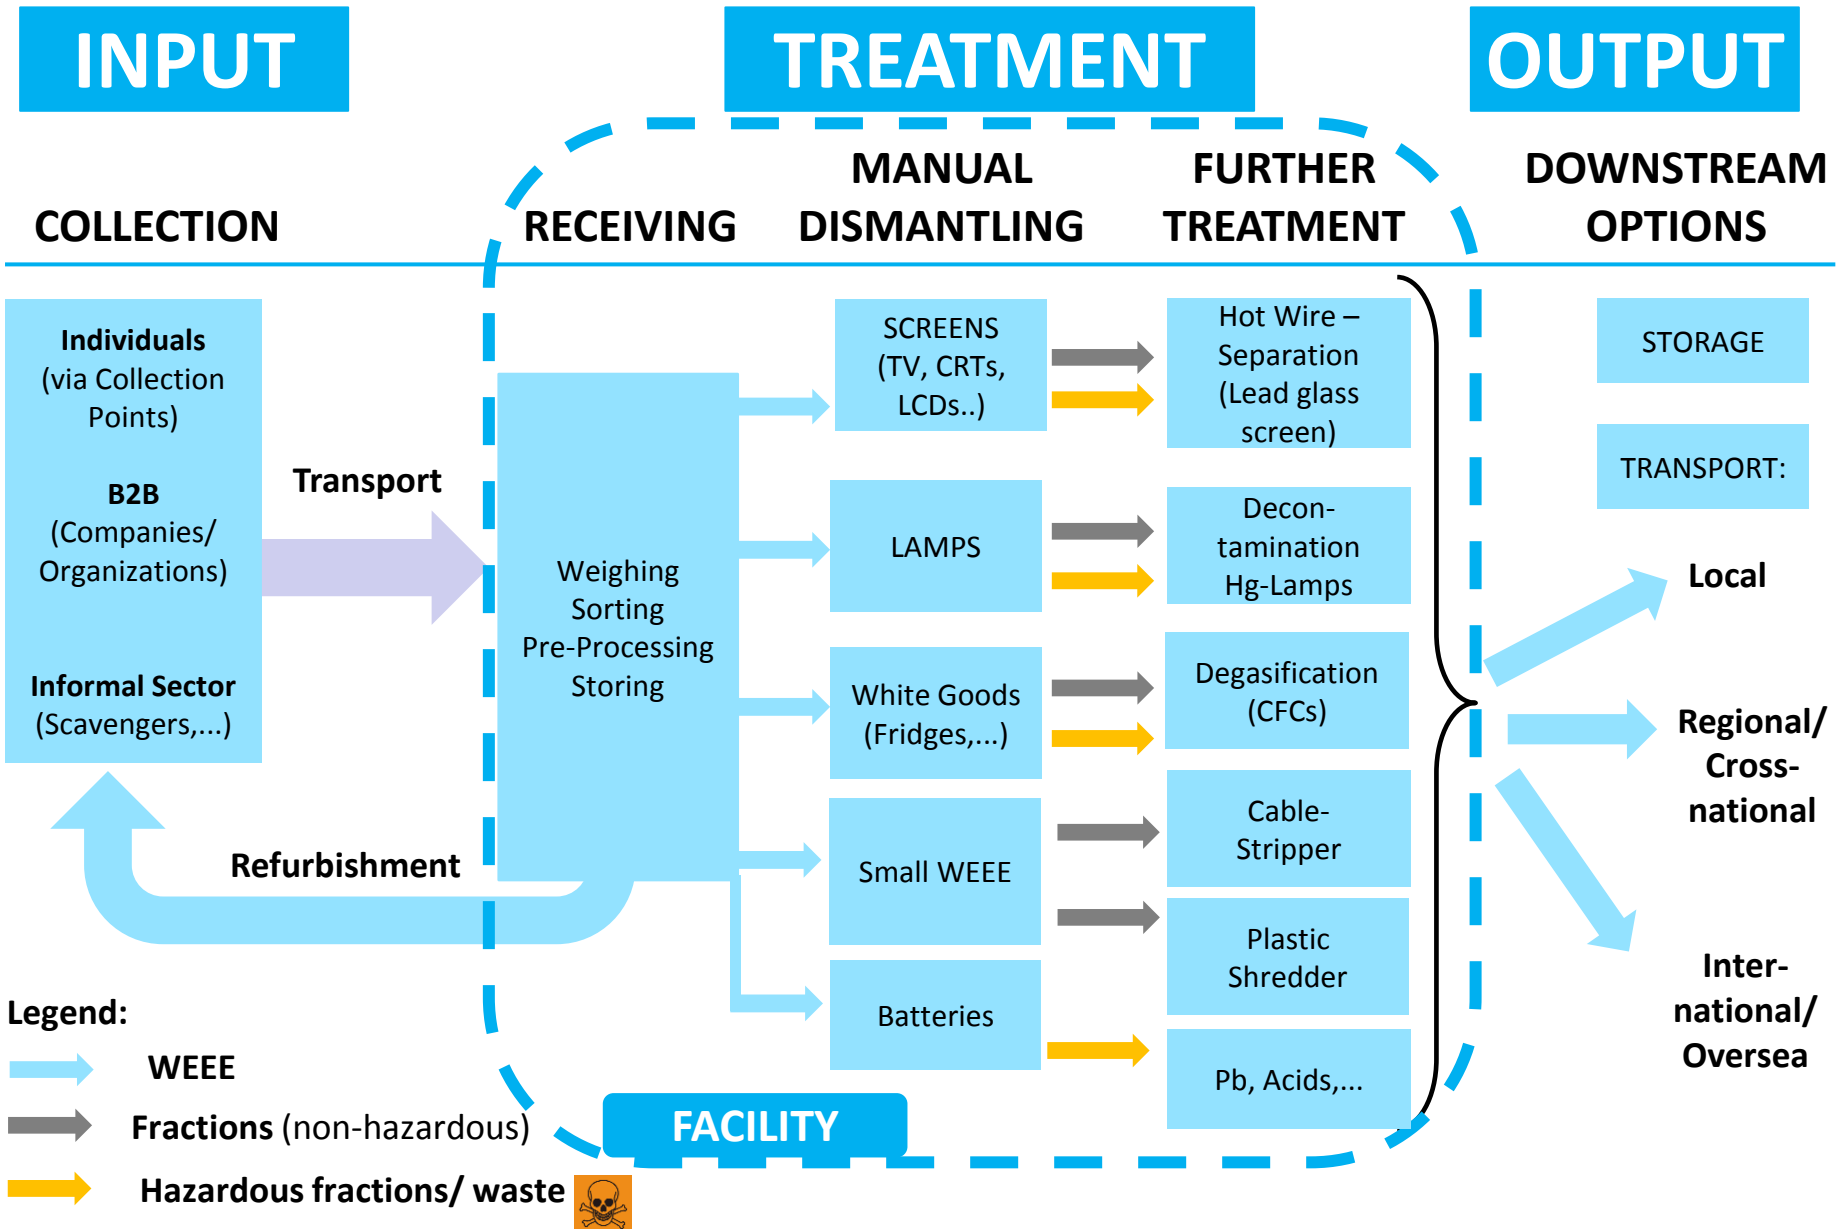 INPUT
TREATMENT
OUTPUT
COLLECTION
RECEIVING
MANUAL
DISMANTLING
FURTHER
TREATMENT
DOWNSTREAM
OPTIONS
Individuals
(via Collection
Points)
B2B
(Companies/
Organizations)
Informal Sector
(Scavengers,...)
Transport
Refurbishment
Weighing
Sorting
Pre-Processing
Storing
SCREENS
(TV, CRTs,
LCDs..)
LAMPS
White Goods
(Fridges,...)
Small WEEE
Batteries
Hot Wire –
Separation
(Lead glass
screen)
Decon-
tamination
Hg-Lamps
Degasification
(CFCs)
Cable-
Stripper
Plastic
Shredder
Pb, Acids,...
STORAGE
TRANSPORT:
Local
Regional/
Cross-
national
Inter-
national/
Oversea
FACILITY
Legend:
WEEE
Fractions (non-hazardous)
Hazardous fractions/ waste